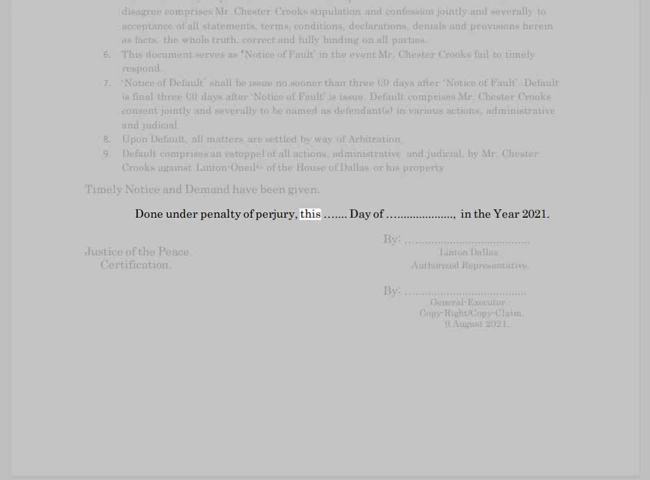 disagree comprises Mr. Chester Crooks stipulation and confession jointly and severally to
acceptance of all statements, terms, conditions, declarations, denials and provisions herein
as facts, the whole truth, correct and fully binding on all parties.
6. This document serves as "Notice of Fault' in the event Mr. Chester Crooks fail to timely
respond.
7. 'Notice of Default' shall be issue no sooner than three (3) days after 'Notice of Fault'. Default
is final three (3) days after 'Notice of Fault' is issue. Default comprises Mr. Chester Crooks
consent jointly and severally to be named as defendant(s) in various actions, administrative
and judicial.
8. Upon Default, all matters are settled by way of Arbitration.
9. Default comprises an estoppel of all actions, administrative and judicial, by Mr. Chester
Crooks against of the House of Dallas or his property
Timely Notice and Demand have been given.
Done under penalty of perjury, this ….... Day of …..................., in the Year 2021.
By: …..................................
Justice of the Peace.
Linton Dallas
Certification.
Authorized Representative.
By: ….................................
General-Executor
Copy-Right/Copy-Claim.
9 August 2021.